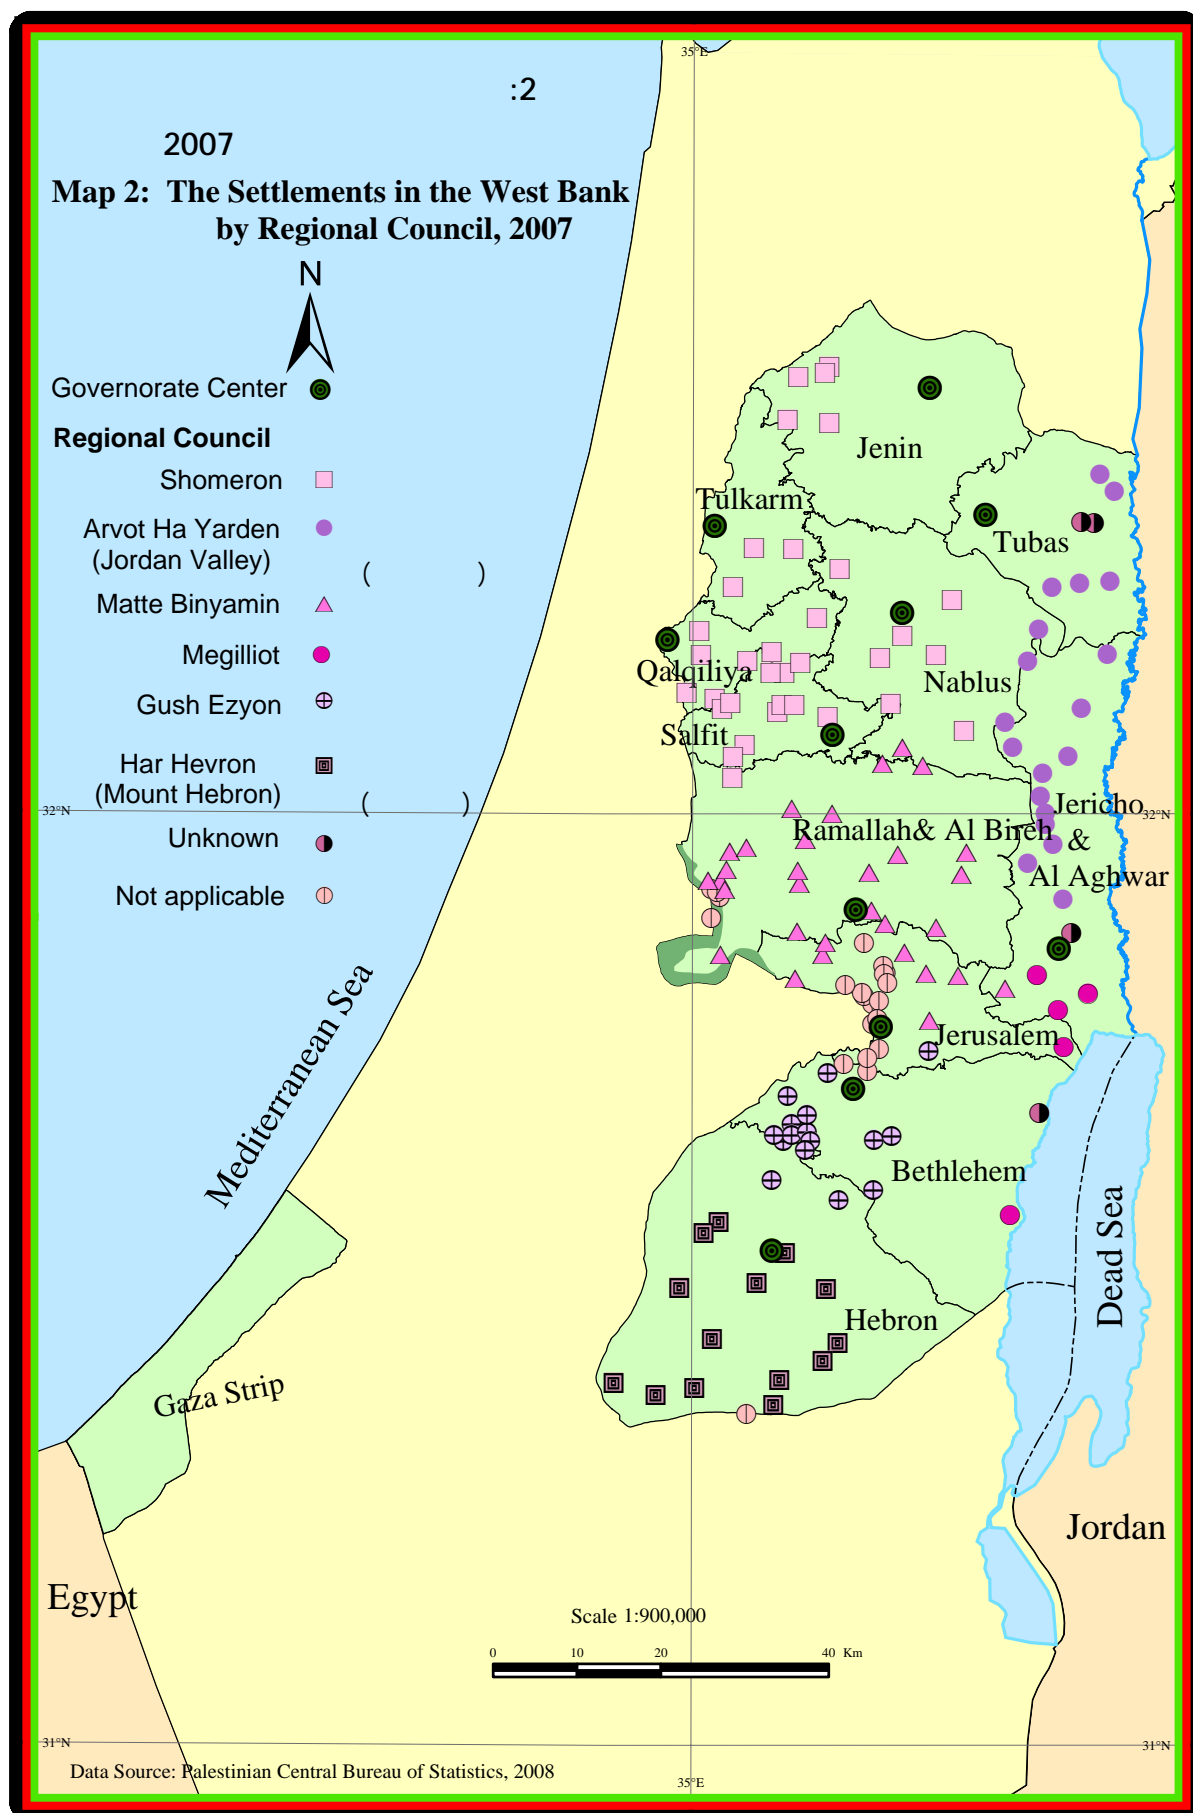 35°E
:2
2007
Map 2: The Settlements in the West Bank
by Regional Council, 2007
N
Governorate Center
Regional Council
Shomeron
Arvot Ha Yarden
(Jordan Valley)
( )
Matte Binyamin
Megilliot
Gush Ezyon
Har Hevron
(Mount Hebron)
( )
Unknown
Not applicable
Jenin
Tulkarm
Tubas
Qalqiliya
Nablus
Salfit
32°N
32°N
Jericho
&
Al Aghwar
Ramallah& Al Bireh
Jerusalem
Bethlehem
Hebron
Mediterranean Sea
Dead Sea
Gaza Strip
Egypt
Jordan
Scale 1:900,000
0 10 20 40 Km
31°N
31°N
Data Source: Palestinian Central Bureau of Statistics, 2008
35°E